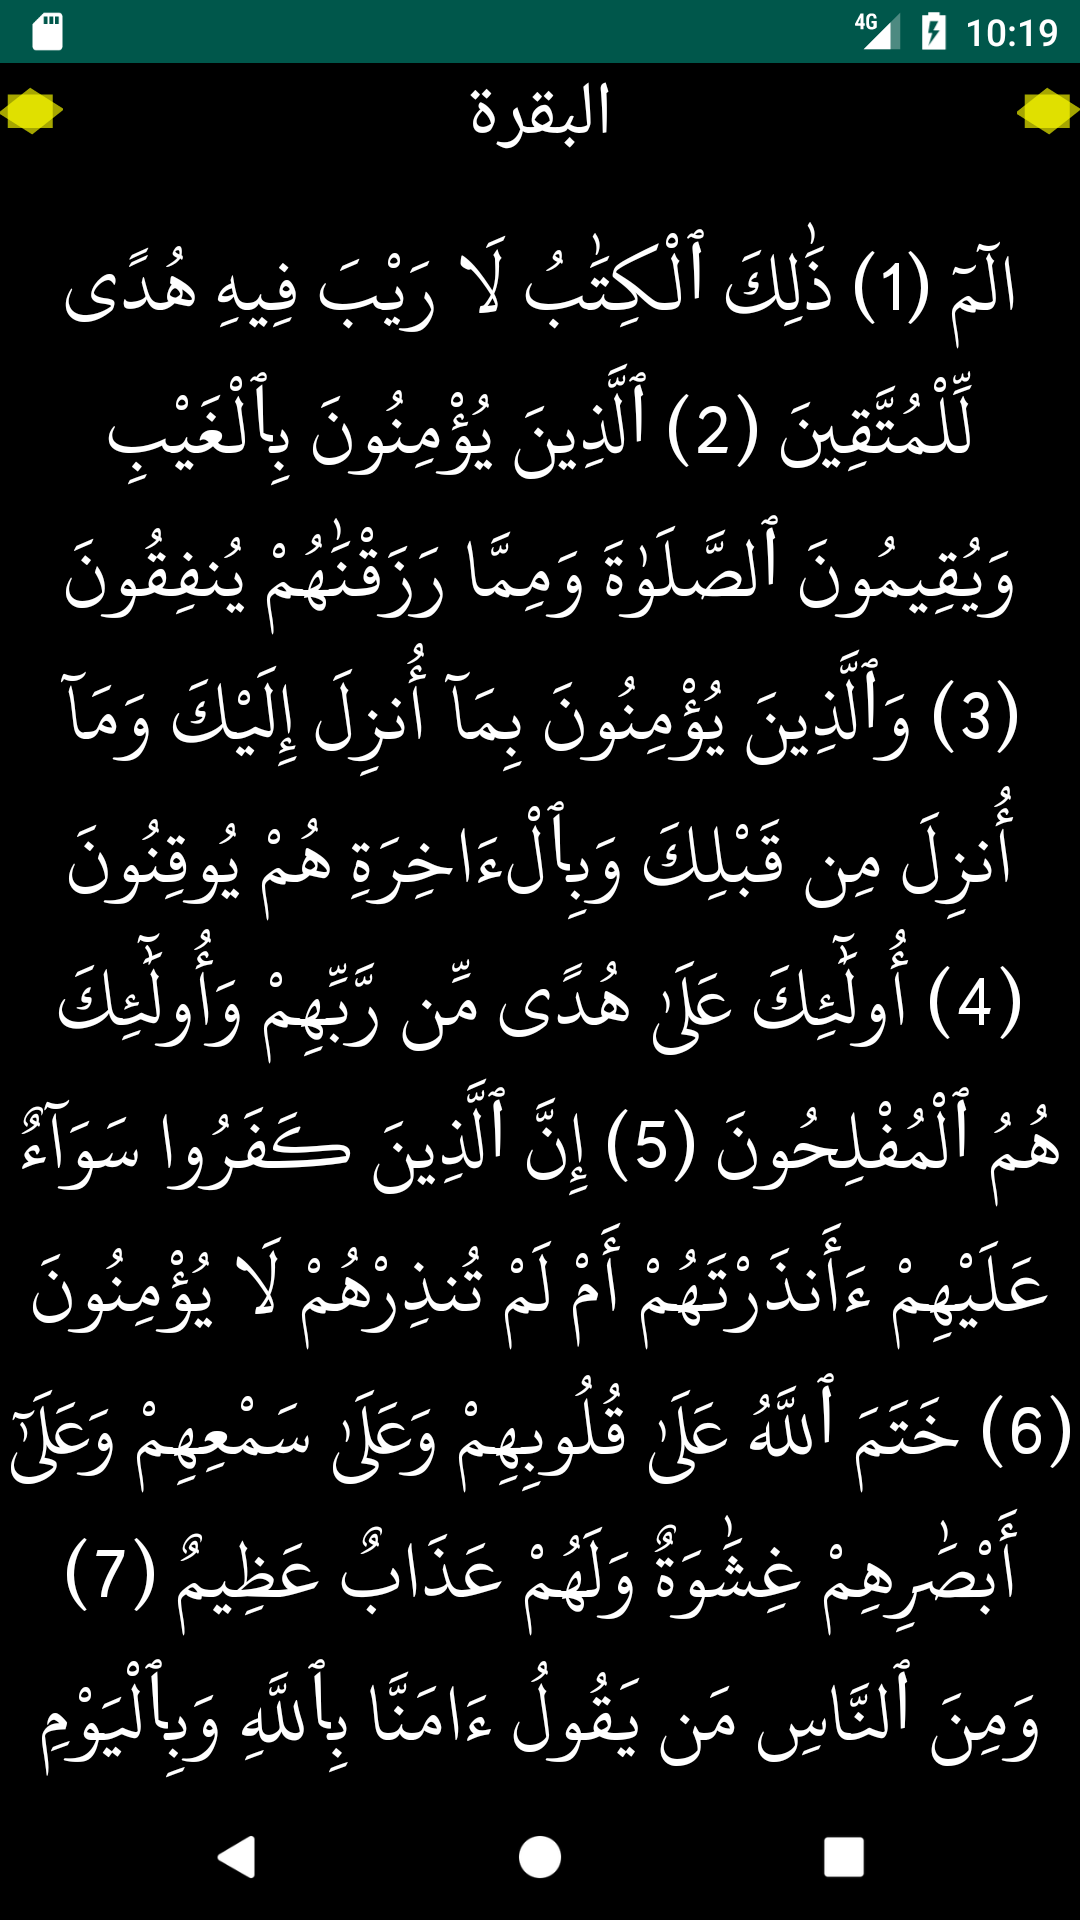 4G 10:19
البقرة
الٓمٓ (1) ذَٰلِكَ ٱلْكِتَٰبُ لَا رَيْبَ فِيهِ هُدًى
لِّلْمُتَّقِينَ (2) ٱلَّذِينَ يُؤْمِنُونَ بِٱلْغَيْبِ
وَيُقِيمُونَ ٱلصَّلَوٰةَ وَمِمَّا رَزَقْنَٰهُمْ يُنفِقُونَ
(3) وَٱلَّذِينَ يُؤْمِنُونَ بِمَآ أُنزِلَ إِلَيْكَ وَمَآ
أُنزِلَ مِن قَبْلِكَ وَبِٱلْءَاخِرَةِ هُمْ يُوقِنُونَ
(4) أُولَٰٓئِكَ عَلَىٰ هُدًى مِّن رَّبِّهِمْ وَأُولَٰٓئِكَ
هُمُ ٱلْمُفْلِحُونَ (5) إِنَّ ٱلَّذِينَ كَفَرُوا سَوَآءٌ
عَلَيْهِمْ ءَأَنذَرْتَهُمْ أَمْ لَمْ تُنذِرْهُمْ لَا يُؤْمِنُونَ
(6) خَتَمَ ٱللَّهُ عَلَىٰ قُلُوبِهِمْ وَعَلَىٰ سَمْعِهِمْ وَعَلَىٰٓ
أَبْصَٰرِهِمْ غِشَٰوَةٌ وَلَهُمْ عَذَابٌ عَظِيمٌ (7)
وَمِنَ ٱلنَّاسِ مَن يَقُولُ ءَامَنَّا بِٱللَّهِ وَبِٱلْيَوْمِ